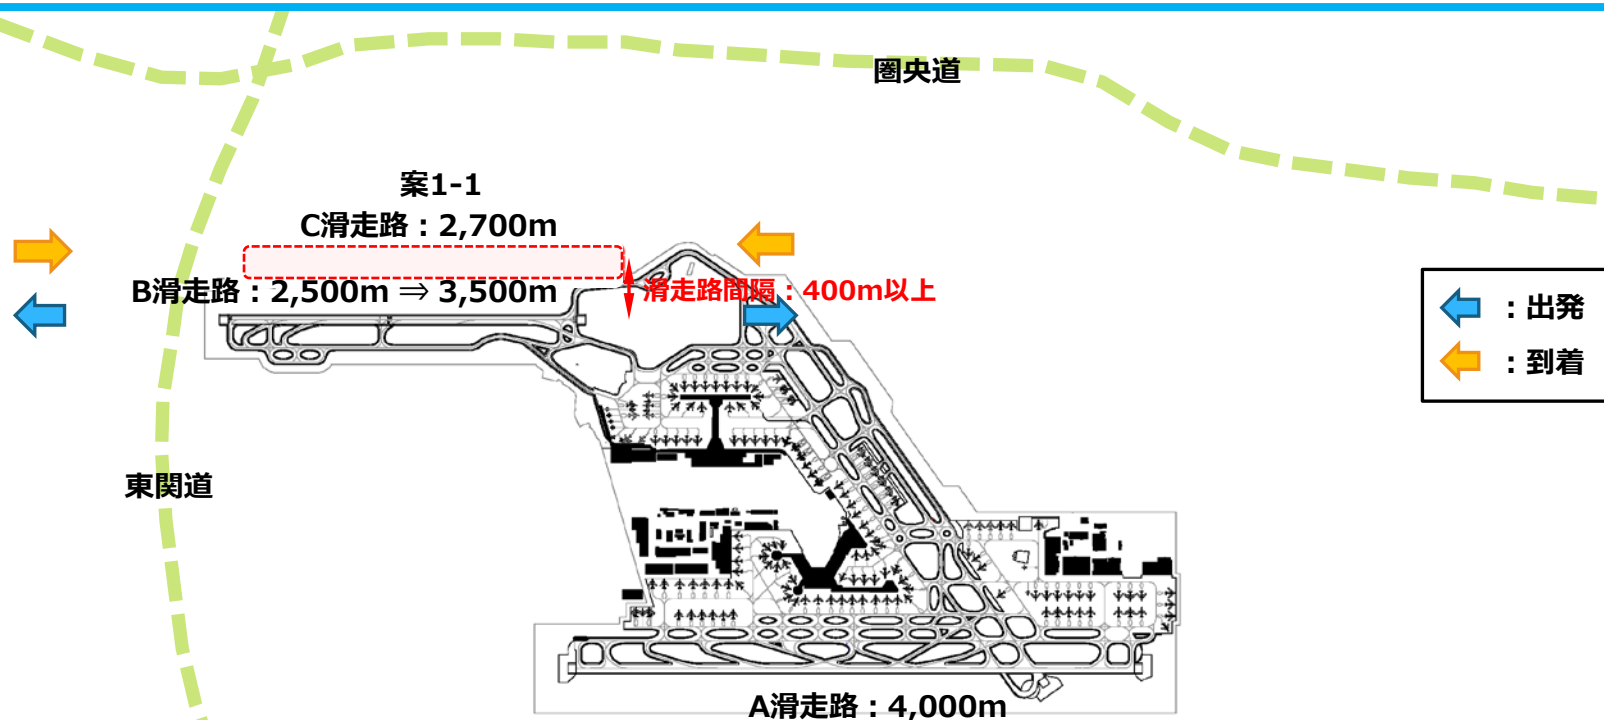 圏央道
案1-1
C滑走路：2,700m
B滑走路：2,500m ⇒ 3,500m
滑走路間隔：400m以上
：出発
：到着
東関道
A滑走路：4,000m